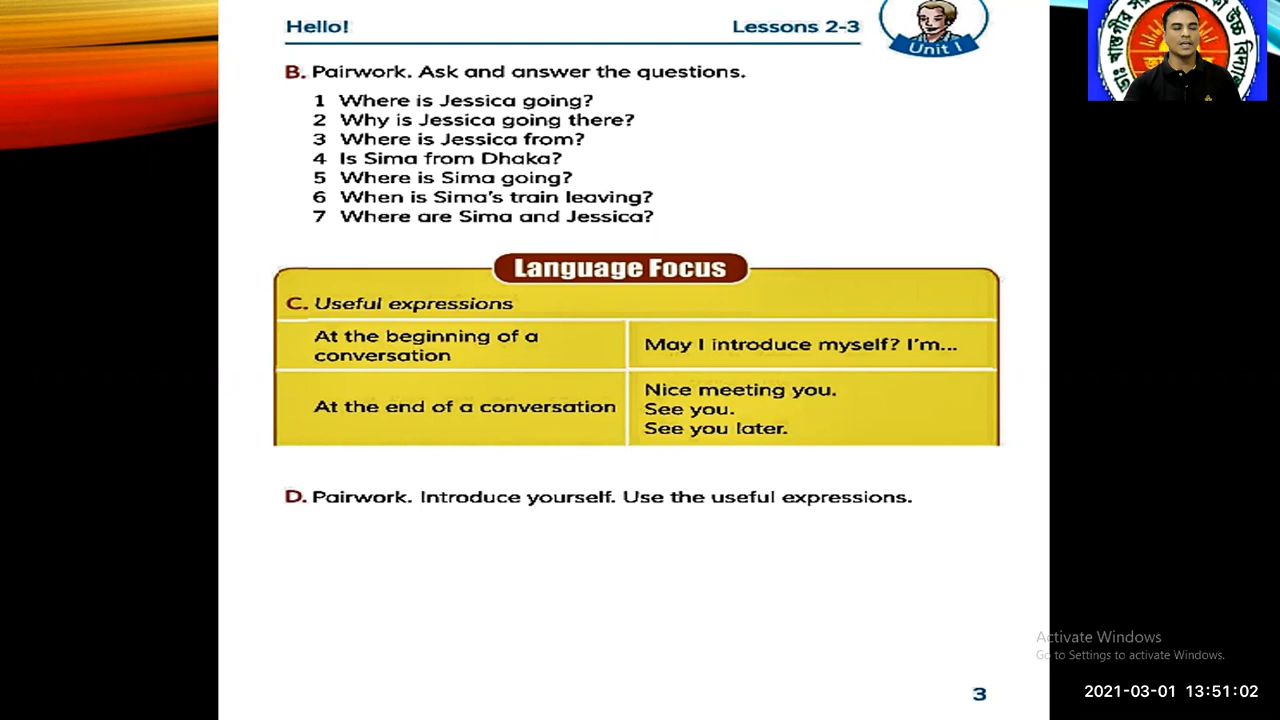 Hello!
Lessons 2-3
Unit 1
B. Pairwork. Ask and answer the questions.
1 Where is Jessica going?
2 Why is Jessica going there?
3 Where is Jessica from?
4 Is Sima from Dhaka?
5 Where is Sima going?
6 When is Sima's train leaving?
7 Where are Sima and Jessica?
Language Focus
C. Useful expressions
At the beginning of a
conversation
May I introduce myself? I'm...
At the end of a conversation
Nice meeting you.
See you.
See you later.
D. Pairwork. Introduce yourself. Use the useful expressions.
3
Activate Windows
Go to Settings to activate Windows.
2021-03-01 13:51:02